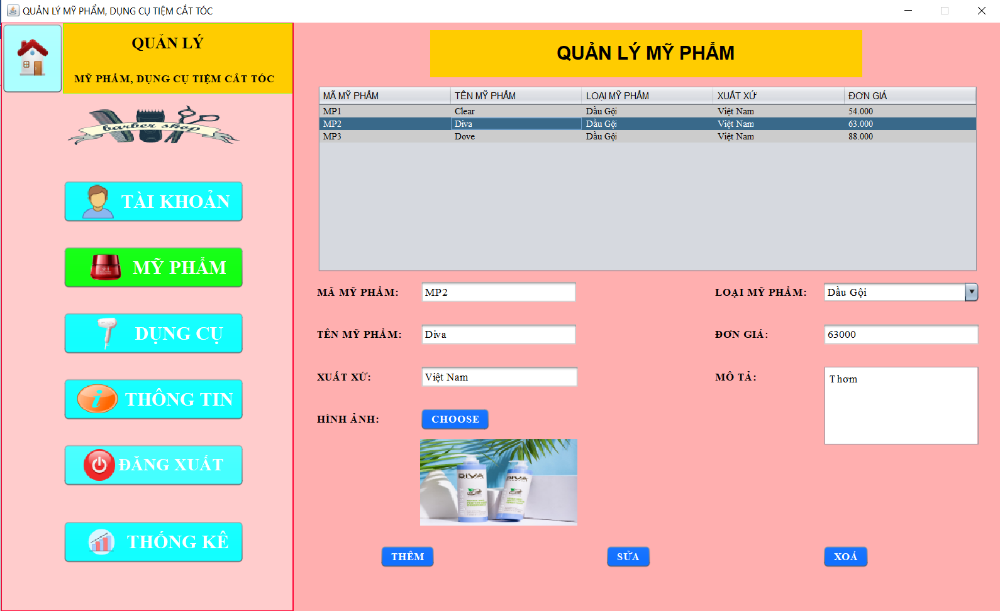 QUẢN LÝ MỸ PHẨM, DỤNG CỤ TIỆM CẮT TÓC
QUẢN LÝ
MỸ PHẨM, DỤNG CỤ TIỆM CẮT TÓC
barber shop
TÀI KHOẢN
MỸ PHẨM
DỤNG CỤ
THÔNG TIN
ĐĂNG XUẤT
THỐNG KÊ
QUẢN LÝ MỸ PHẨM
MÃ MỸ PHẨM TÊN MỸ PHẨM LOẠI MỸ PHẨM XUẤT XỨ ĐƠN GIÁ
MP1 Clear Dầu Gội Việt Nam 54.000
MP2 Diva Dầu Gội Việt Nam 63.000
MP3 Dove Dầu Gội Việt Nam 88.000
MÃ MỸ PHẨM: MP2 LOẠI MỸ PHẨM: Dầu Gội
TÊN MỸ PHẨM: Diva ĐƠN GIÁ: 63000
XUẤT XỨ: Việt Nam MÔ TẢ: Thơm
HÌNH ẢNH: CHOOSE
DIVA DIVA
THÊM SỬA XOÁ